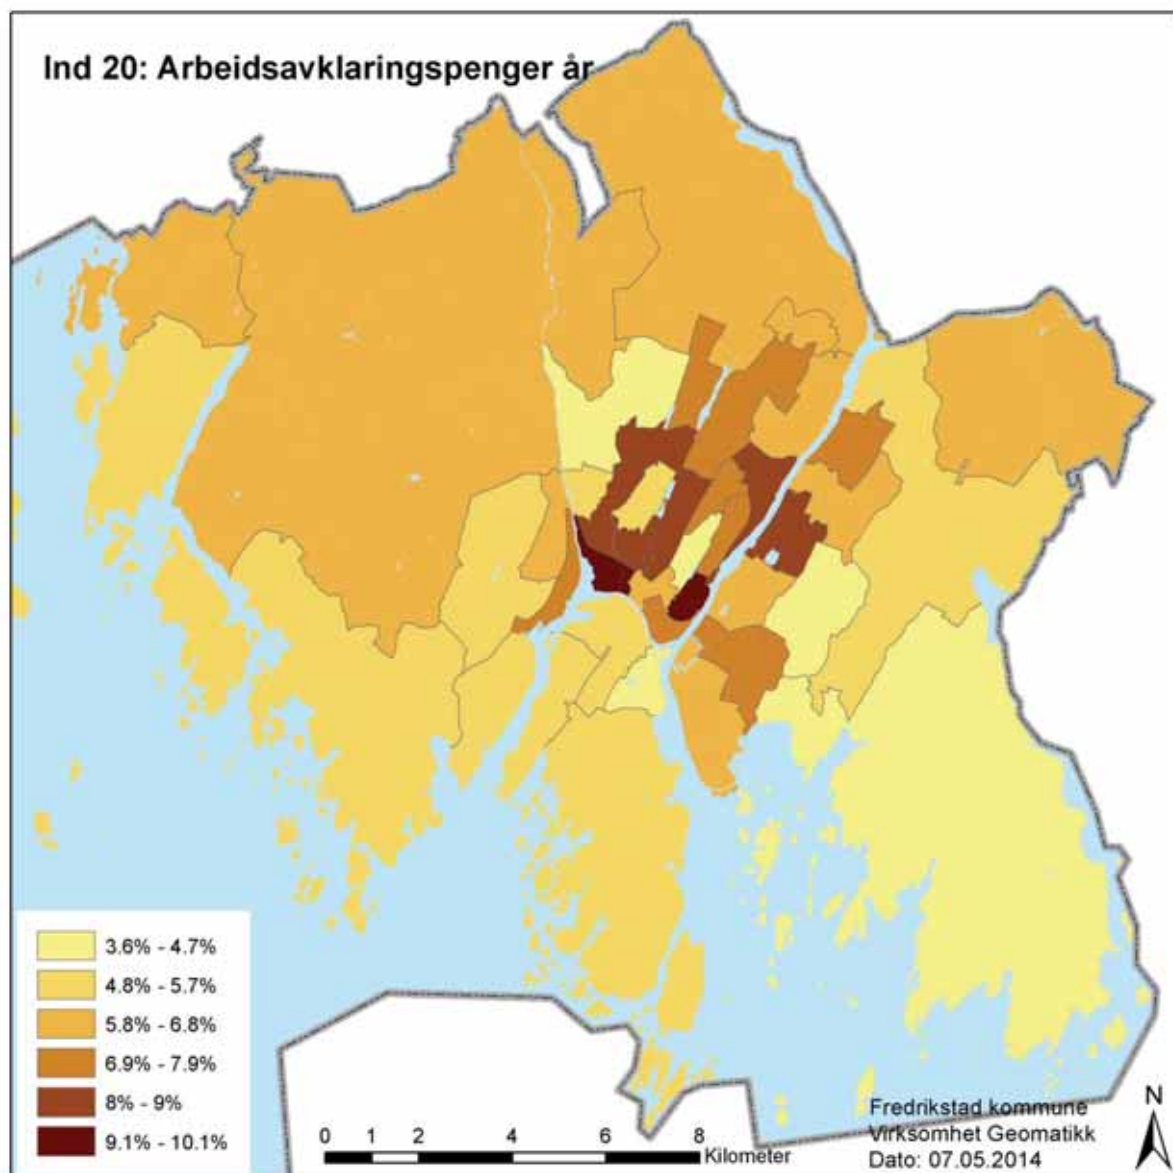 Ind 20: Arbeidsavklaringspenger år
3.6% - 4.7%
4.8% - 5.7%
5.8% - 6.8%
6.9% - 7.9%
8% - 9%
9.1% - 10.1%
0 1 2 4 6 8
Kilometer
Fredrikstad kommune
Virksomhet Geomatikk
Dato: 07.05.2014
N